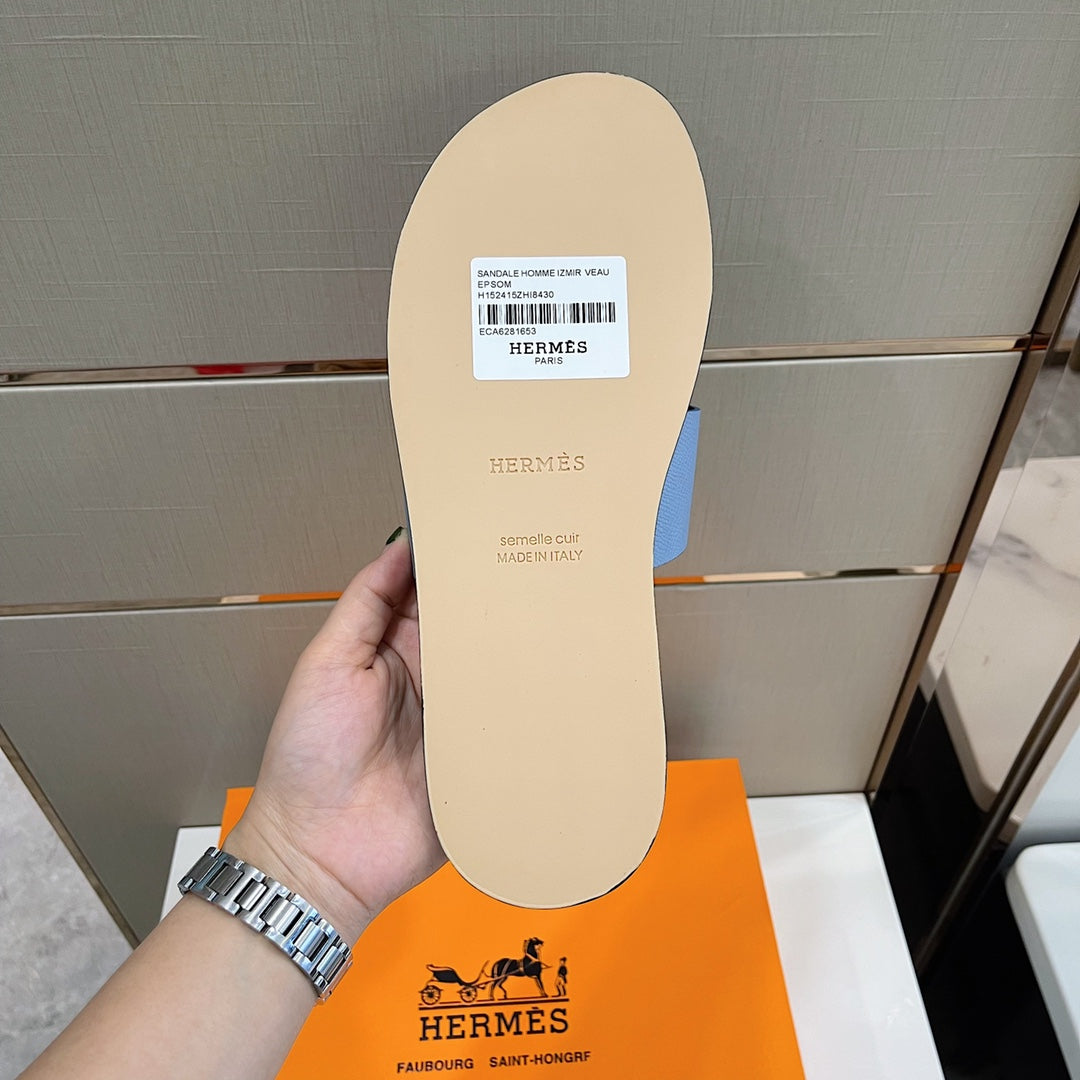 SANDALE HOMME IZMIR VEAU
EPSOM
H152415ZHI8430
ECA6281653
HERMÈS
PARIS
HERMÈS
semelle cuir
MADE IN ITALY
HERMÈS
FAUBOURG SAINT-HONGRF